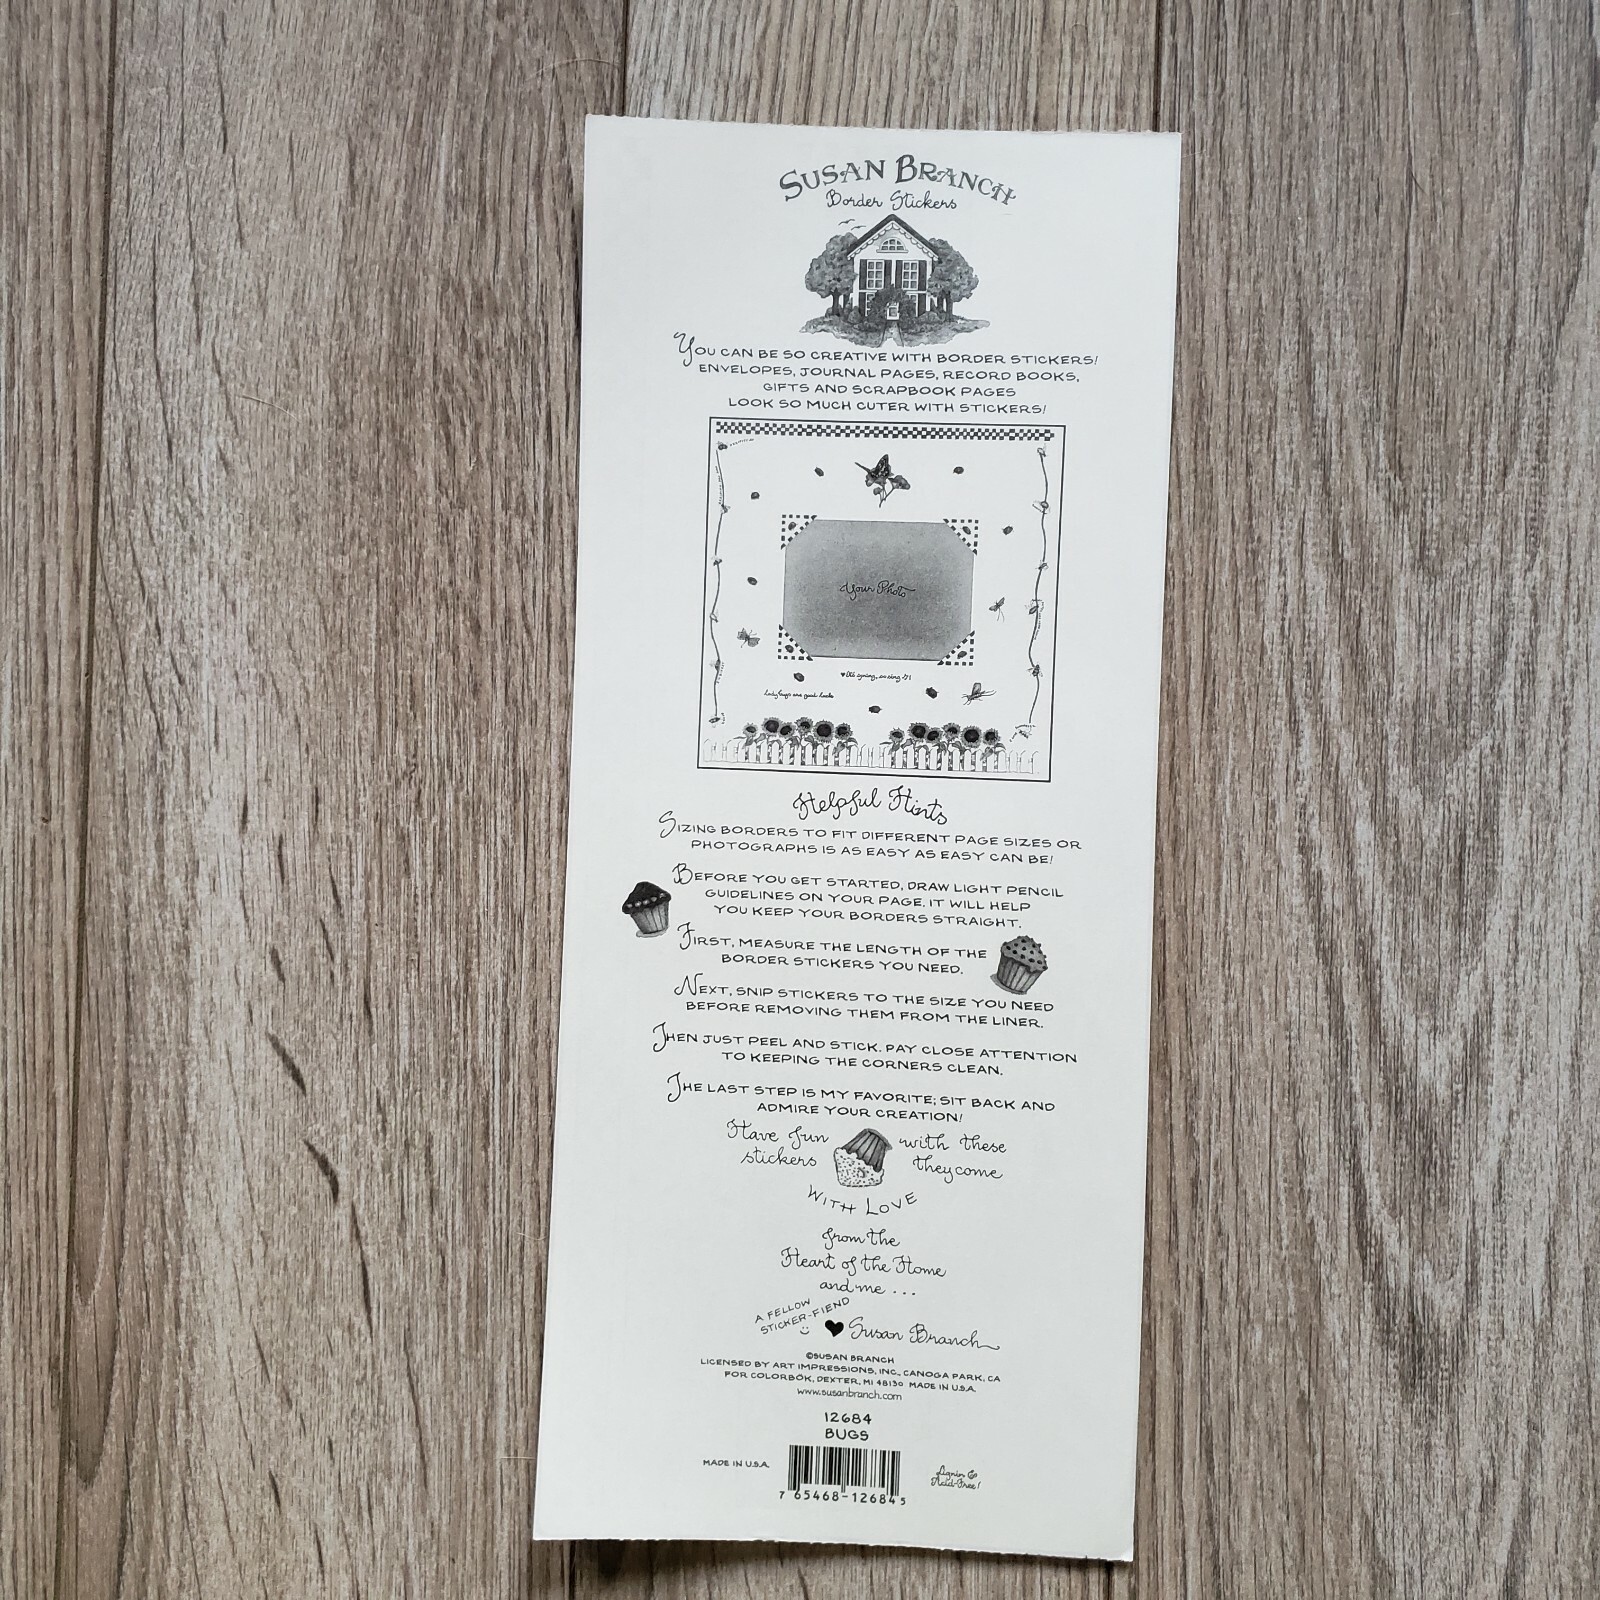 SUSAN BRANCH
Border Stickers
YOU CAN BE SO CREATIVE WITH BORDER STICKERS!
ENVELOPES, JOURNAL PAGES, RECORD BOOKS,
GIFTS AND SCRAPBOOK PAGES
LOOK SO MUCH CUTER WITH STICKERS!
Your Photo
Ladybugs are good luck
Helpful Hints
SIZING BORDERS TO FIT DIFFERENT PAGE SIZES OR
PHOTOGRAPHS IS AS EASY AS EASY CAN BE!
BEFORE YOU GET STARTED, DRAW LIGHT PENCIL
GUIDELINES ON YOUR PAGE. IT WILL HELP
YOU KEEP YOUR BORDERS STRAIGHT.
FIRST, MEASURE THE LENGTH OF THE
BORDER STICKERS YOU NEED.
NEXT, SNIP STICKERS TO THE SIZE YOU NEED
BEFORE REMOVING THEM FROM THE LINER.
THEN JUST PEEL AND STICK. PAY CLOSE ATTENTION
TO KEEPING THE CORNERS CLEAN.
THE LAST STEP IS MY FAVORITE; SIT BACK AND
ADMIRE YOUR CREATION!
Have fun with these
stickers they come
WITH LOVE
from the
Heart of the Home
and me ...
A FELLOW
STICKER-FIEND
Susan Branch
©SUSAN BRANCH
LICENSED BY ART IMPRESSIONS, INC., CANOGA PARK, CA
FOR COLORBÖK, DEXTER, MI 48130 MADE IN U.S.A.
www.susanbranch.com
12684
BUGS
MADE IN U.S.A.
Lignin &
Acid-Free!
7 65468-12684 5